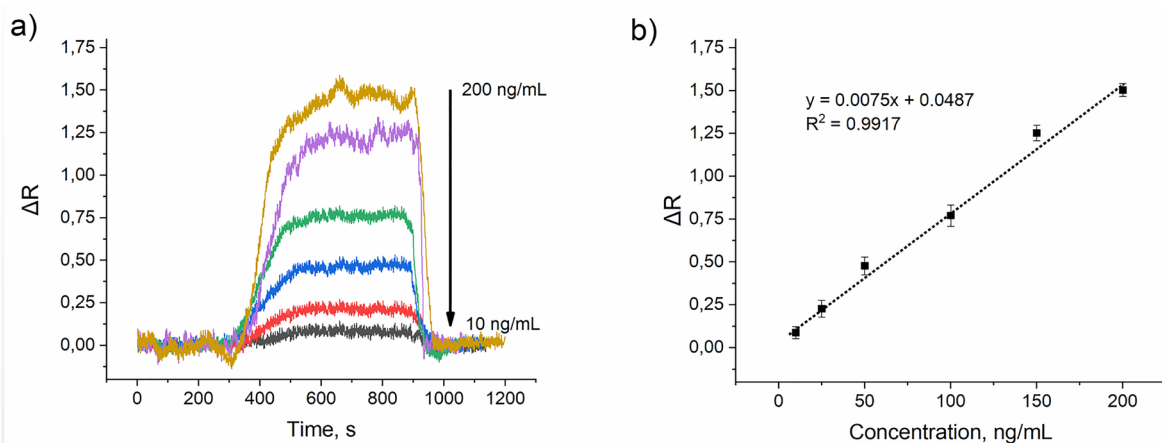 a)
1,75
1,50
1,25
1,00
0,75
0,50
0,25
0,00
ΔR
0 200 400 600 800 1000 1200
Time, s
200 ng/mL
10 ng/mL
b)
1,75
1,50
1,25
1,00
0,75
0,50
0,25
0,00
ΔR
y = 0.0075x + 0.0487
R² = 0.9917
0 50 100 150 200
Concentration, ng/mL